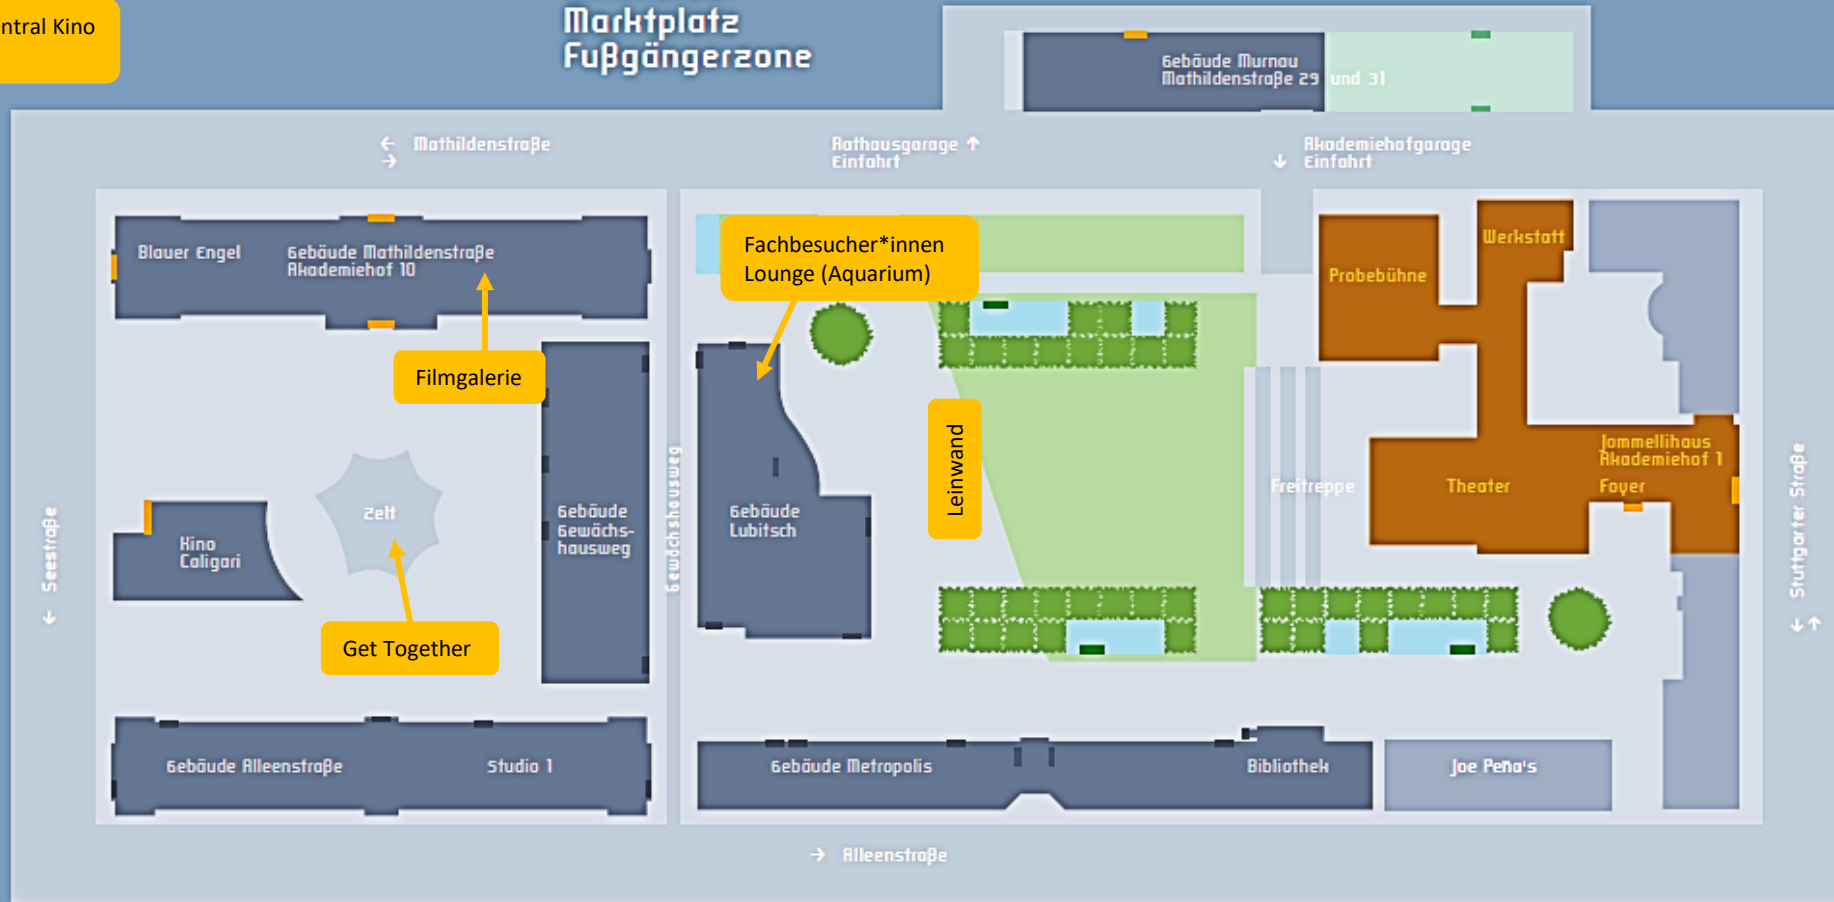 ntral Kino
Marktplatz
Fußgängerzone
Gebäude Murnau
Mathildenstraße 29 und 31
← Mathildenstraße
→
Rathausgarage ↑
Einfahrt
Akademiehofgarage
↓ Einfahrt
Blauer Engel
Gebäude Mathildenstraße
Akademiehof 10
Fachbesucher*innen
Lounge (Aquarium)
Werkstatt
Probebühne
Filmgalerie
Leinwand
Jommellihaus
Akademiehof 1
Foyer
Theater
Freitreppe
Zelt
Kino
Caligari
Gebäude
Gewächs-
hausweg
Gewächshausweg
Gebäude
Lubitsch
← Seestraße
Stuttgarter Straße
↓ ↑
Get Together
Gebäude Alleenstraße
Studio 1
Gebäude Metropolis
Bibliothek
Joe Peña's
→ Alleenstraße